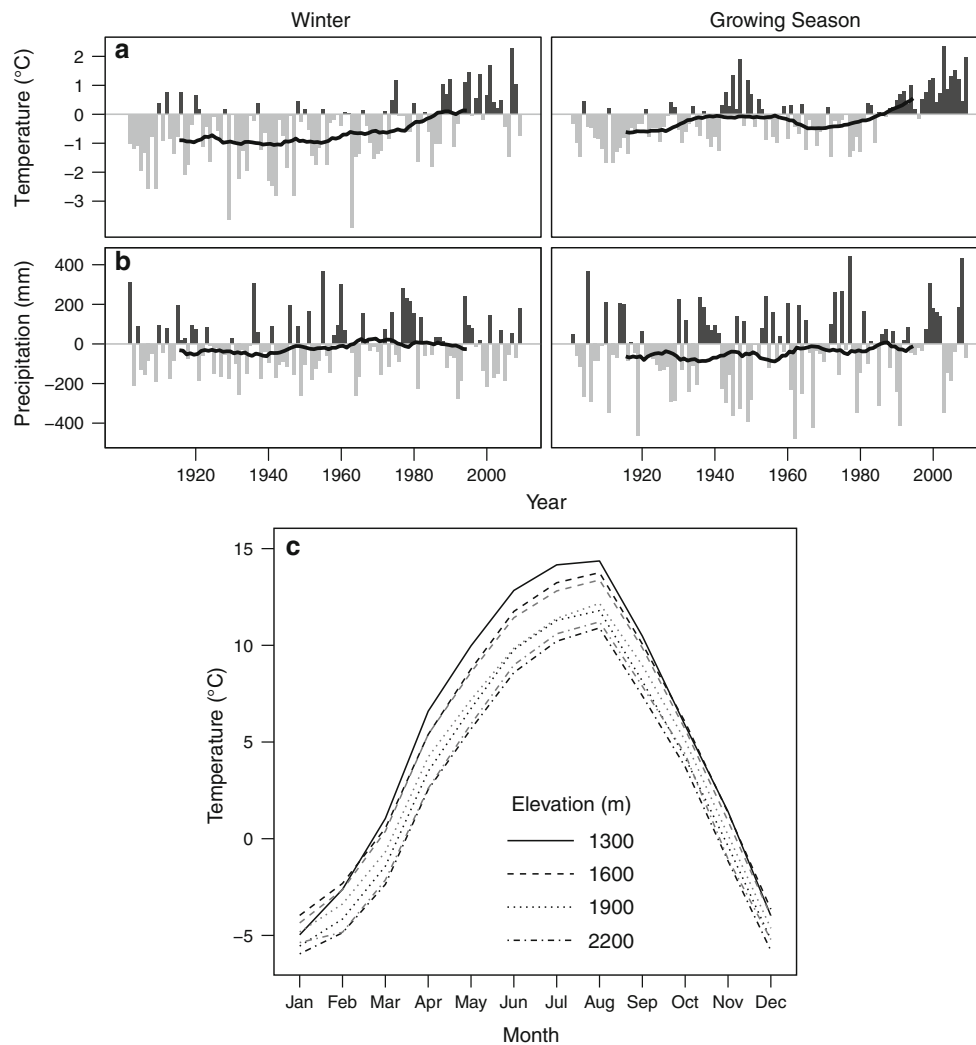 Winter
Growing Season
a
Temperature (°C)
2
1
0
−1
−2
−3
b
Precipitation (mm)
400
200
0
−200
−400
1920 1940 1960 1980 2000
1920 1940 1960 1980 2000
Year
c
Temperature (°C)
15
10
5
0
−5
Elevation (m)
1300
1600
1900
2200
Jan Feb Mar Apr May Jun Jul Aug Sep Oct Nov Dec
Month